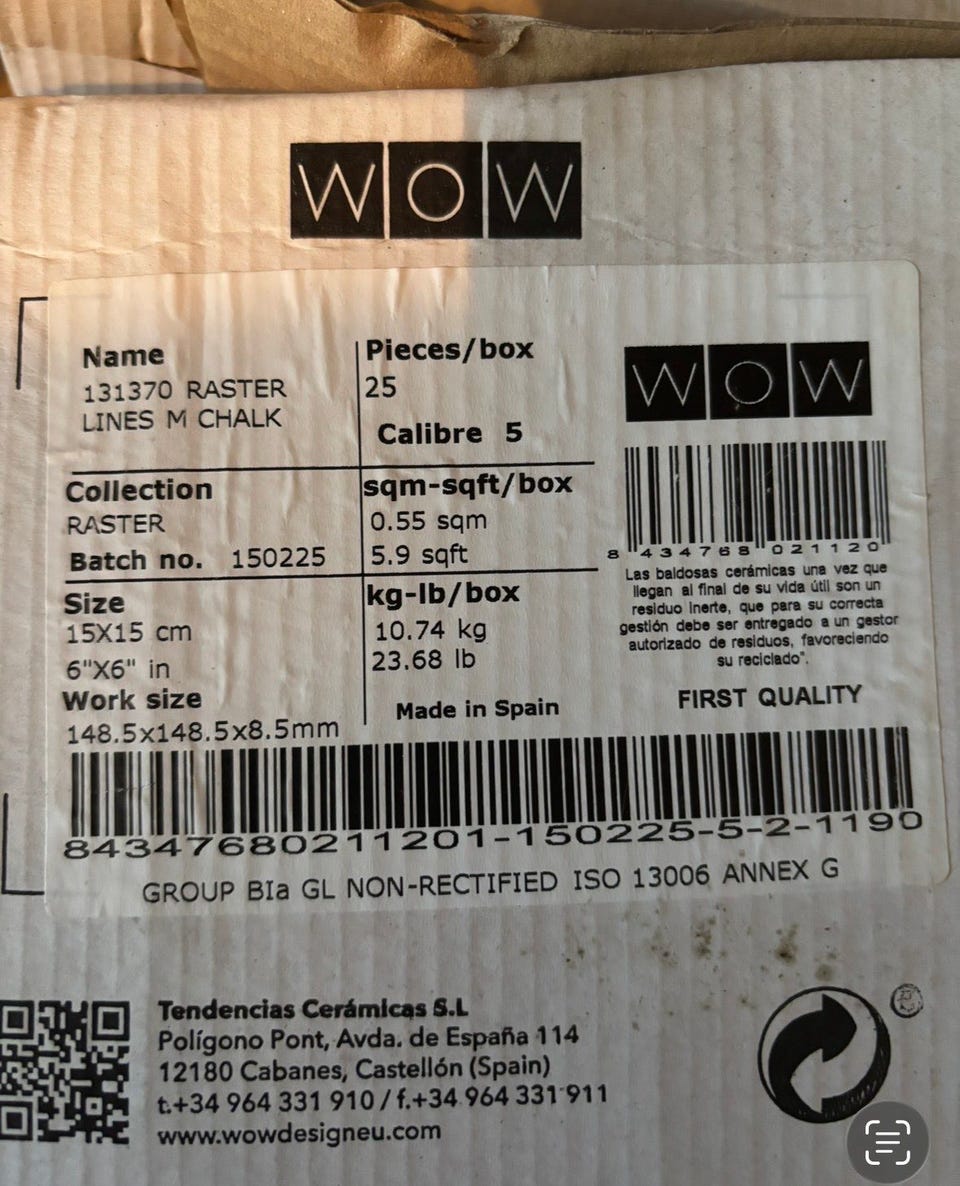 WOW
Name
131370 RASTER
LINES M CHALK
Pieces/box
25
Calibre 5
Collection
RASTER
Batch no. 150225
sqm-sqft/box
0.55 sqm
5.9 sqft
Size
15X15 cm
6"X6" in
Work size
148.5x148.5x8.5mm
kg-lb/box
10.74 kg
23.68 lb
Made in Spain
WOW
8 434768 021120
Las baldosas cerámicas una vez que
llegan al final de su vida útil son un
residuo inerte, que para su correcta
gestión debe ser entregado a un gestor
autorizado de residuos, favoreciendo
su reciclado".
FIRST QUALITY
84347680211201-150225-5-2-1190
GROUP BIa GL NON-RECTIFIED ISO 13006 ANNEX G
Tendencias Cerámicas S.L
Polígono Pont, Avda. de España 114
12180 Cabanes, Castellón (Spain)
t.+34 964 331 910 / f.+34 964 331 911
www.wowdesigneu.com